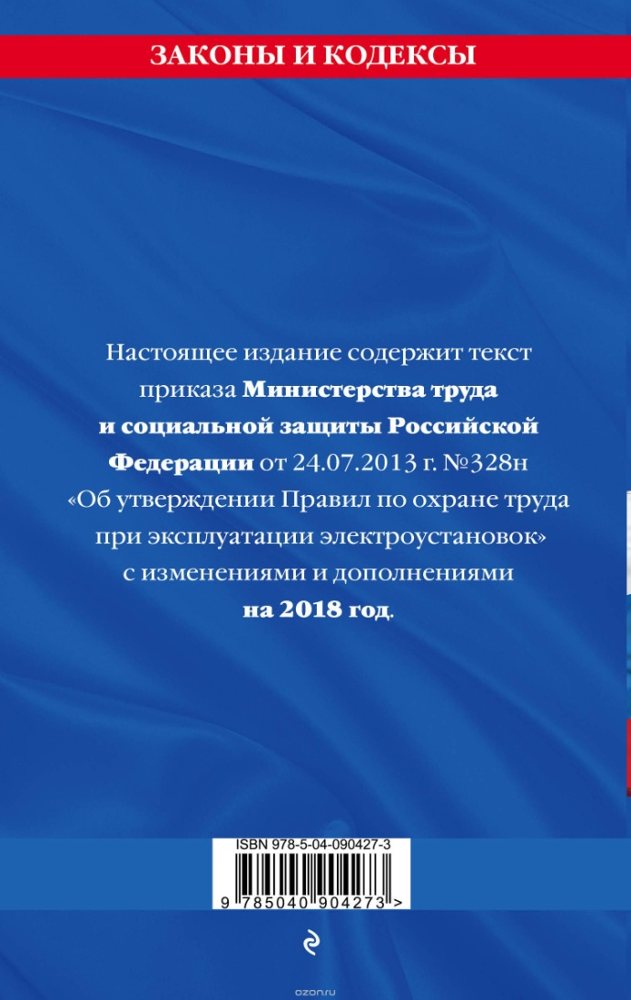 ЗАКОНЫ И КОДЕКСЫ
Настоящее издание содержит текст
приказа Министерства труда
и социальной защиты Российской
Федерации от 24.07.2013 г. №328н
«Об утверждении Правил по охране труда
при эксплуатации электроустановок»
с изменениями и дополнениями
на 2018 год.
ISBN 978-5-04-090427-3
9 785040 904273 >
ozon.ru